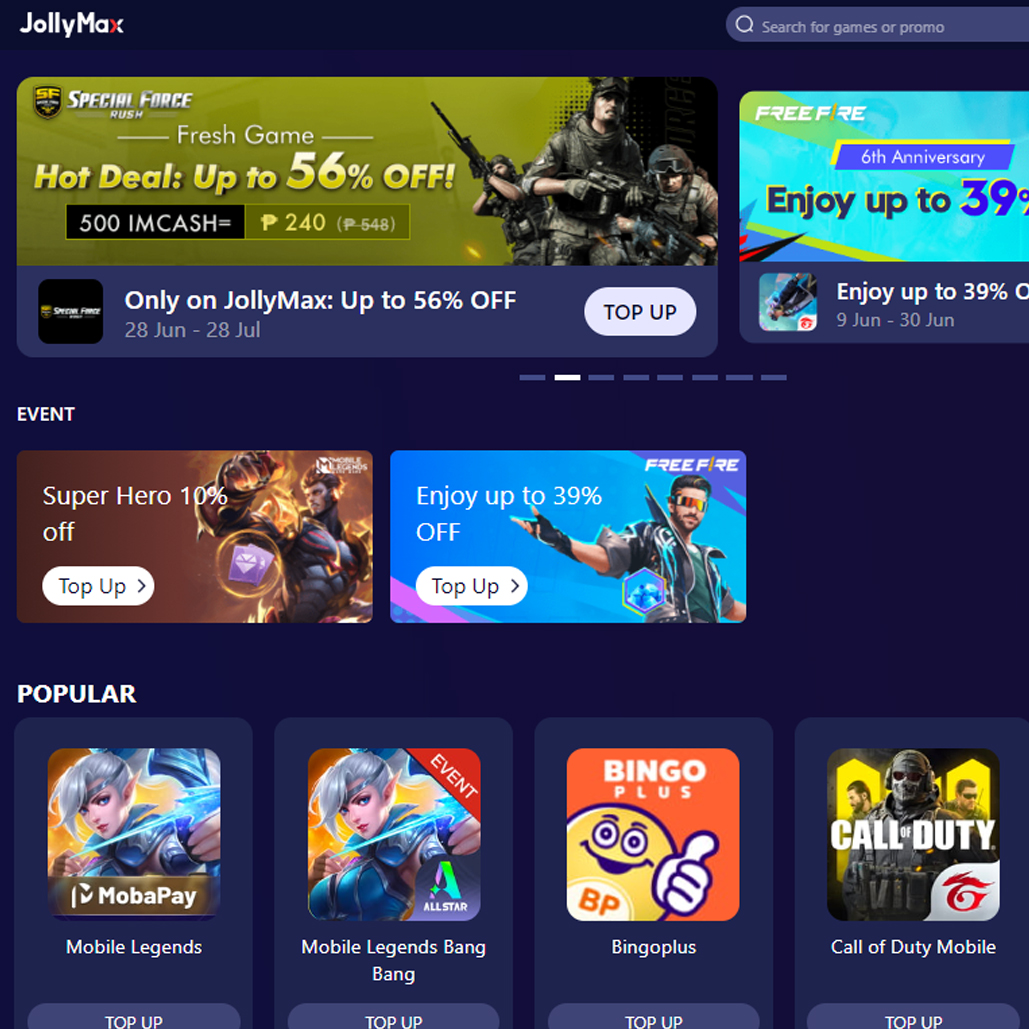 JollyMax
Search for games or promo
SF SPECIAL FORCE
RUSH
Fresh Game
Hot Deal: Up to 56% OFF!
500 IMCASH= ₱ 240 (₱ 548)
SPECIAL FORCE
Only on JollyMax: Up to 56% OFF
28 Jun - 28 Jul
TOP UP
FREE FIRE
6th Anniversary
Enjoy up to 39%
Enjoy up to 39% O
9 Jun - 30 Jun
EVENT
MOBILE
LEGENDS
Super Hero 10%
off
Top Up
FREE FIRE
Enjoy up to 39%
OFF
Top Up
POPULAR
MobaPay
Mobile Legends
TOP UP
EVENT
ALLSTAR
Mobile Legends Bang
Bang
TOP UP
BINGO
PLUS
BP
Bingoplus
TOP UP
CALL OF DUTY
Call of Duty Mobile
TOP UP